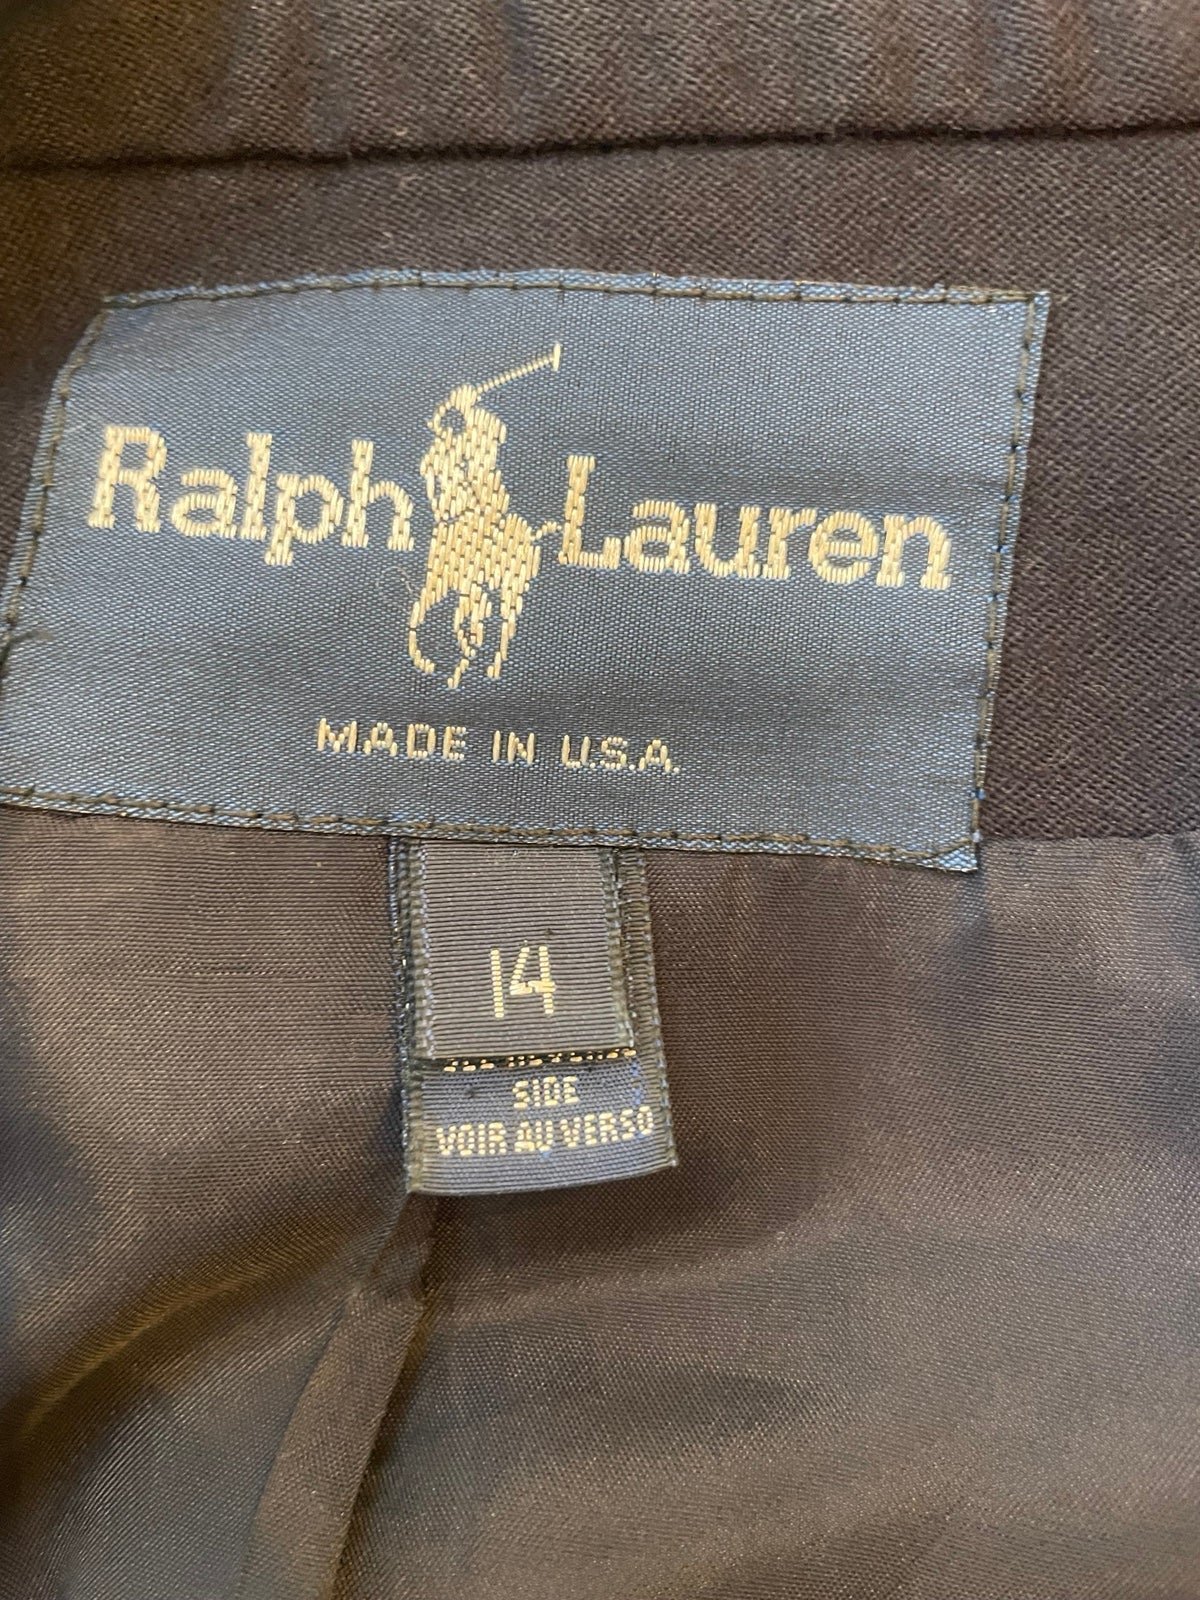 Ralph Lauren
MADE IN U.S.A.
14
SIDE
VOIR AU VERSO